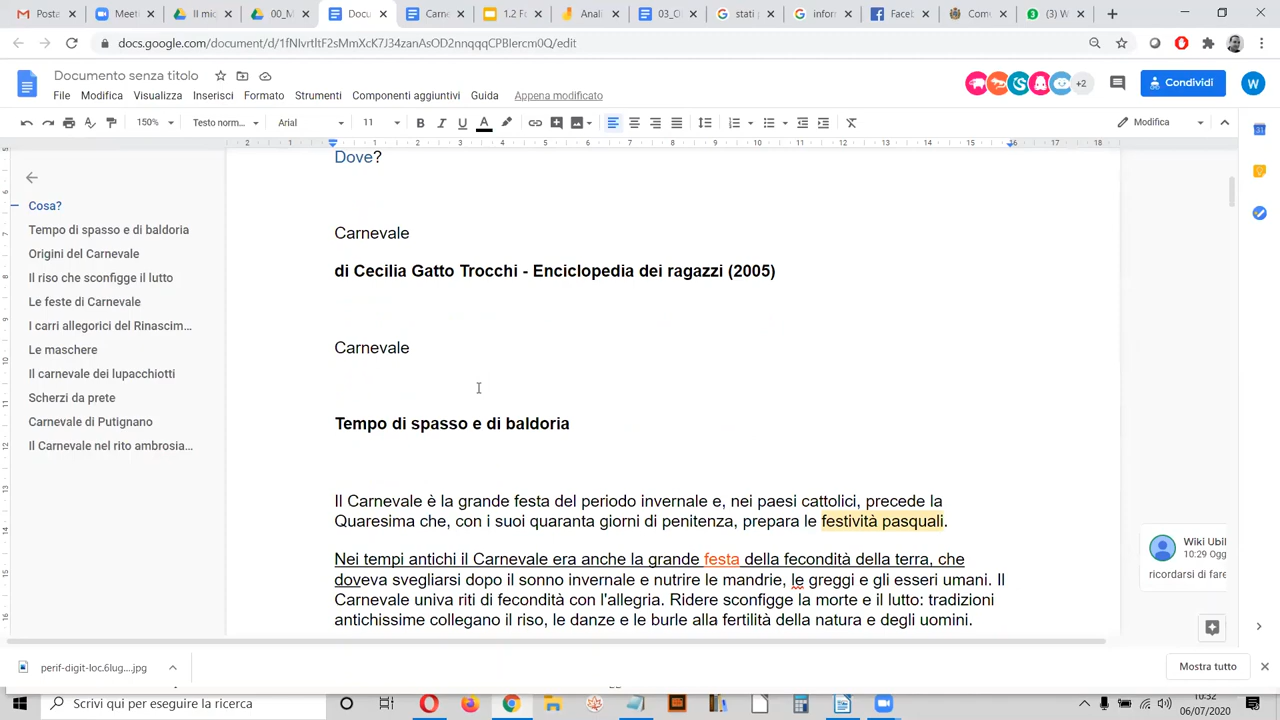 Posta
Meet
Il mi
00_M
Docu
Carne
1.2 Fo
Anali
03_Ol
stati
inforr
Faceb
Comu
(3) W
docs.google.com/document/d/1fNIvrtItF2sMmXcK7J34zanAsOD2nnqqqCPBIercm0Q/edit
Documento senza titolo
File Modifica Visualizza Inserisci Componenti aggiuntivi Guida Appena modificato
+2
Condividi
W
150% Testo norm... Arial 11
Modifica
Cosa?
Tempo di spasso e di baldoria
Origini del Carnevale
Il riso che sconfigge il lutto
Le feste di Carnevale
I carri allegorici del Rinascim...
Le maschere
Il carnevale dei lupacchiotti
Scherzi da prete
Carnevale di Putignano
Il Carnevale nel rito ambrosia...
Dove?
Carnevale
di Cecilia Gatto Trocchi - Enciclopedia dei ragazzi (2005)
Carnevale
Tempo di spasso e di baldoria
Il Carnevale è la grande festa del periodo invernale e, nei paesi cattolici, precede la
Quaresima che, con i suoi quaranta giorni di penitenza, prepara le festività pasquali.
Nei tempi antichi il Carnevale era anche la grande festa della fecondità della terra, che
doveva svegliarsi dopo il sonno invernale e nutrire le mandrie, le greggi e gli esseri umani. Il
Carnevale univa riti di fecondità con l'allegria. Ridere sconfigge la morte e il lutto: tradizioni
antichissime collegano il riso, le danze e le burle alla fertilità della natura e degli uomini.
Wiki Ubil
10:29 Ogg
ricordarsi di fare
perif-digit-loc.6lug....jpg
Mostra tutto
Scrivi qui per eseguire la ricerca
10:32
06/07/2020